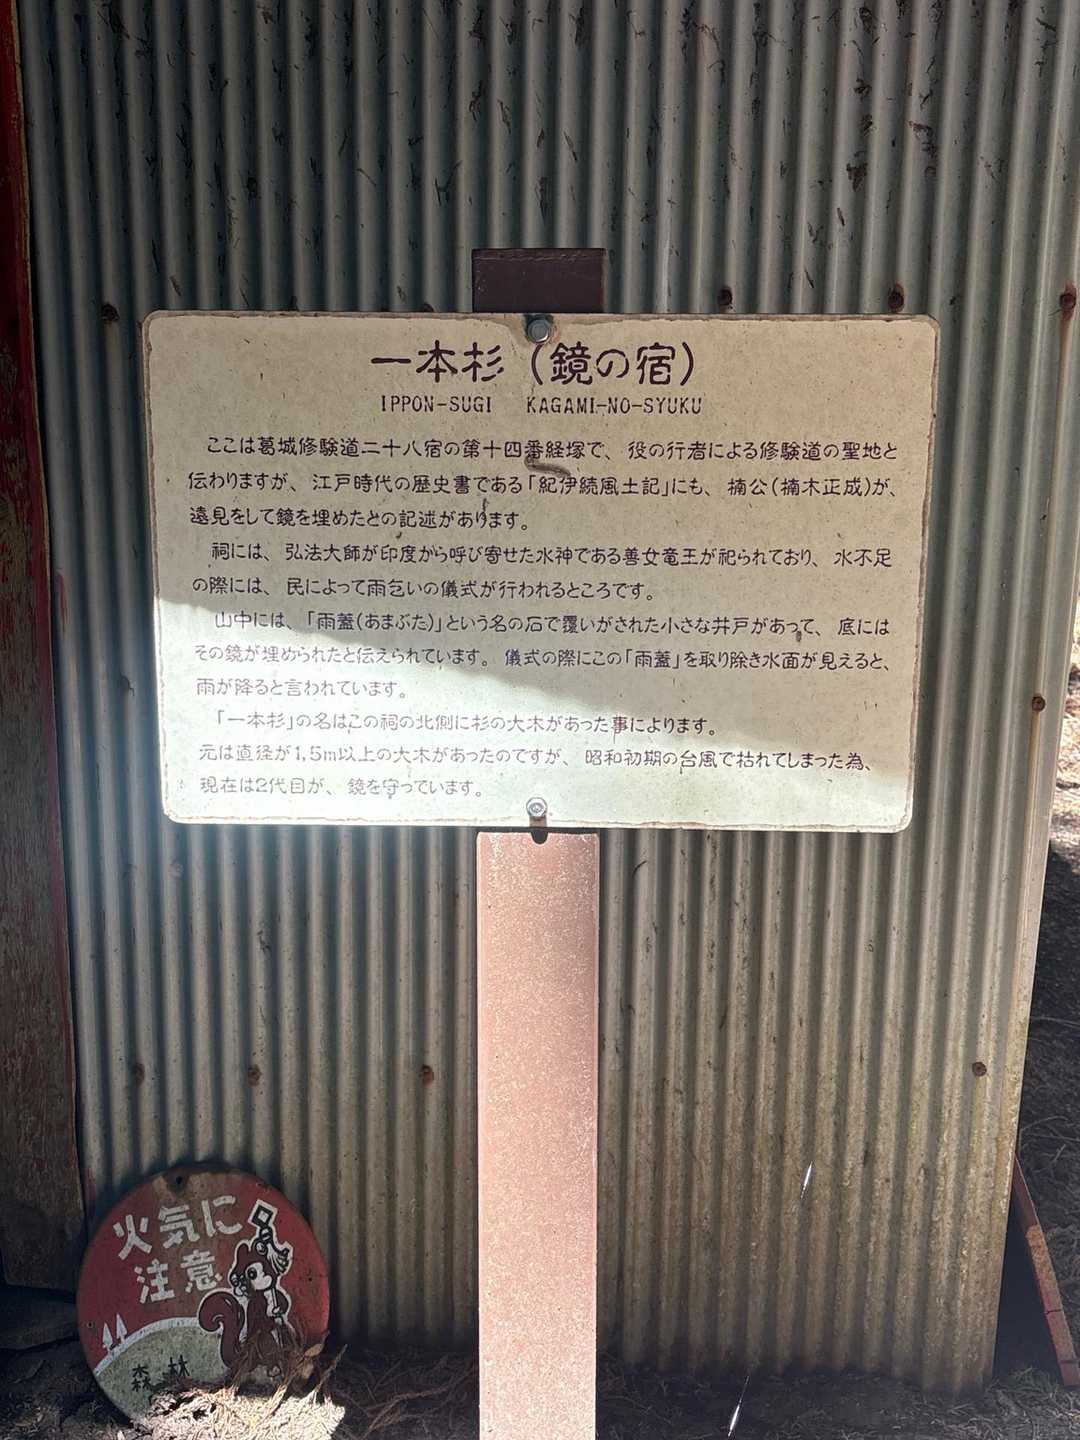 一本杉（鏡の宿）
IPPON-SUGI KAGAMI-NO-SYUKU
ここは葛城修験道二十八宿の第十四番経塚で、役の行者による修験道の聖地と
伝わりますが、江戸時代の歴史書である「紀伊続風土記」にも、楠公(楠木正成)が、
遠見をして鏡を埋めたとの記述があります。
祠には、弘法大師が印度から呼び寄せた水神である善女竜王が祀られており、水不足
の際には、民によって雨乞いの儀式が行われるところです。
山中には、「雨蓋(あまぶた)」という名の石で覆いがされた小さな井戸があって、底には
その鏡が埋められたと伝えられています。儀式の際にこの「雨蓋」を取り除き水面が見えると、
雨が降ると言われています。
「一本杉」の名はこの祠の北側に杉の大木があった事によります。
元は直径が1.5m以上の大木があったのですが、昭和初期の台風で枯れてしまった為、
現在は2代目が、鏡を守っています。
火気に
注意
森林